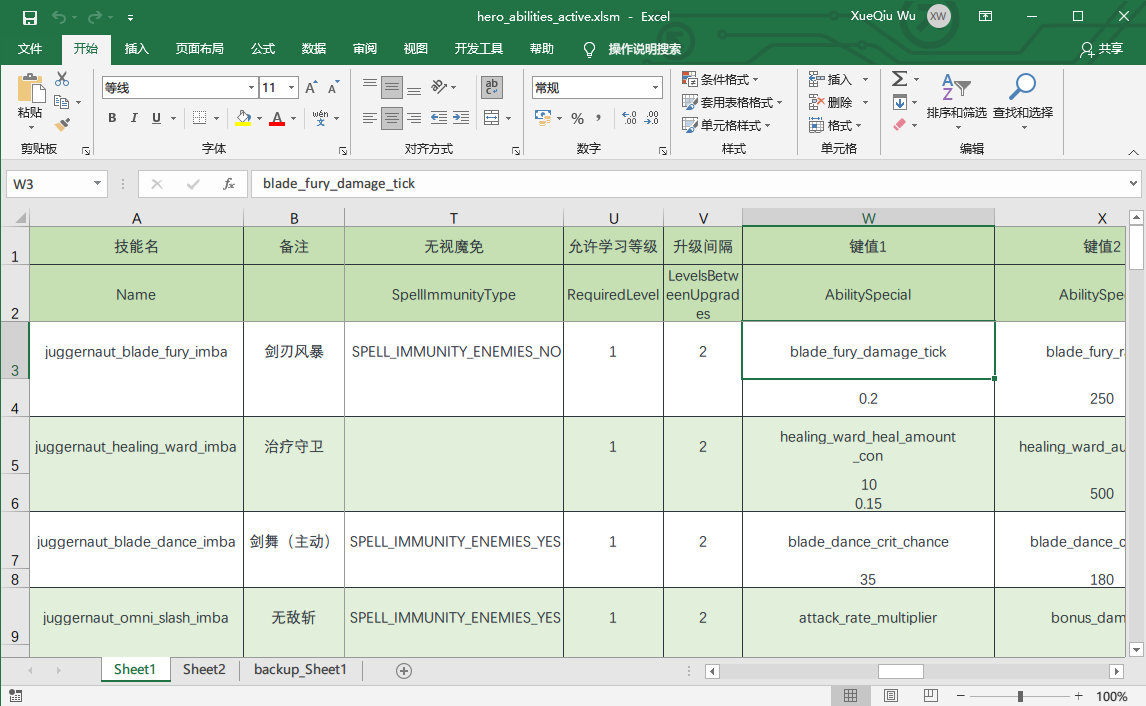 hero_abilities_active.xlsm - Excel
XueQiu Wu
XW
文件 开始 插入 页面布局 公式 数据 审阅 视图 开发工具 帮助 操作说明搜索 共享
粘贴
剪贴板
等线 11
B I U A wén
字体
ab
对齐方式
常规
% ,
数字
条件格式
套用表格格式
单元格样式
样式
插入
删除
格式
单元格
Σ
排序和筛选 查找和选择
编辑
W3 fx blade_fury_damage_tick
A B T U V W X
1 技能名 备注 无视魔免 允许学习等级 升级间隔 键值1 键值2
2 Name SpellImmunityType RequiredLevel LevelsBetw
eenUpgrad
es
AbilitySpecial AbilitySpe
3 juggernaut_blade_fury_imba 剑刃风暴 SPELL_IMMUNITY_ENEMIES_NO 1 2 blade_fury_damage_tick blade_fury_r
4 0.2 250
5 juggernaut_healing_ward_imba 治疗守卫 1 2 healing_ward_heal_amount
_con
healing_ward_au
6 10
0.15
500
7 juggernaut_blade_dance_imba 剑舞（主动） SPELL_IMMUNITY_ENEMIES_YES 1 2 blade_dance_crit_chance blade_dance_c
8 35 180
9 juggernaut_omni_slash_imba 无敌斩 SPELL_IMMUNITY_ENEMIES_YES 1 2 attack_rate_multiplier bonus_dam
Sheet1 Sheet2 backup_Sheet1
100%